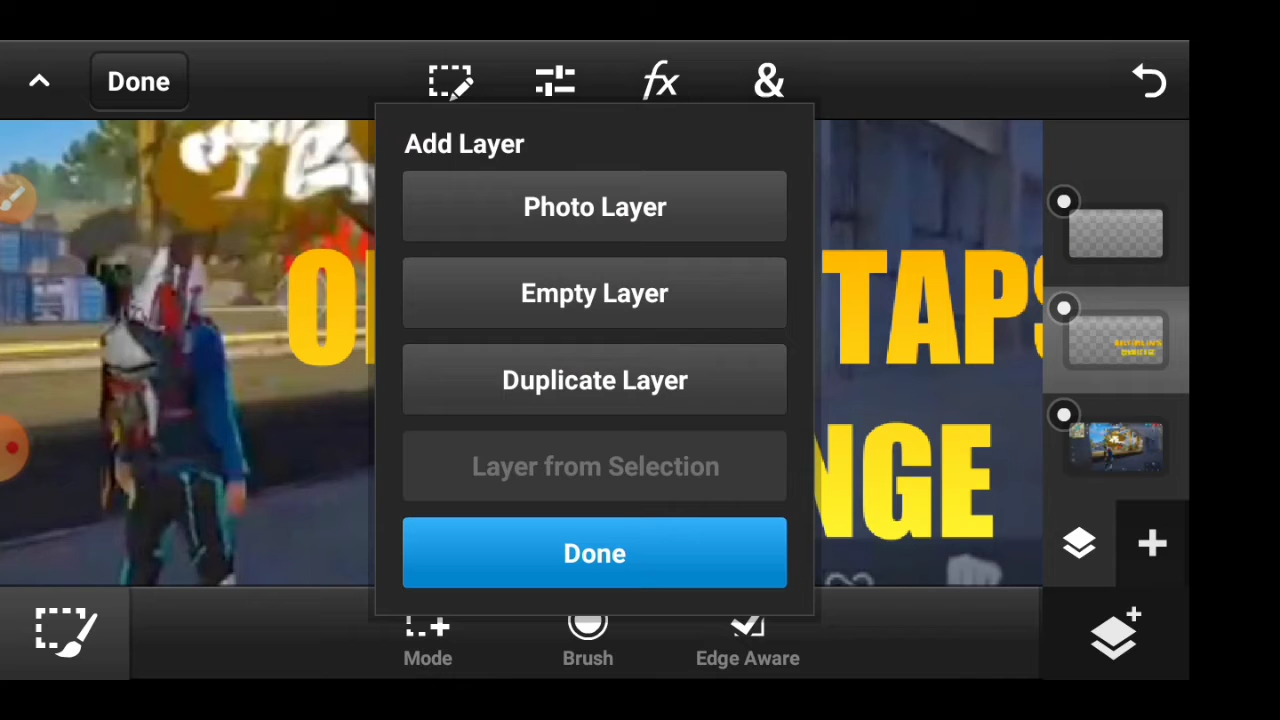 Done
fx
&
Add Layer
Photo Layer
Empty Layer
Duplicate Layer
Layer from Selection
Done
TAPS
NGE
Mode
Brush
Edge Aware